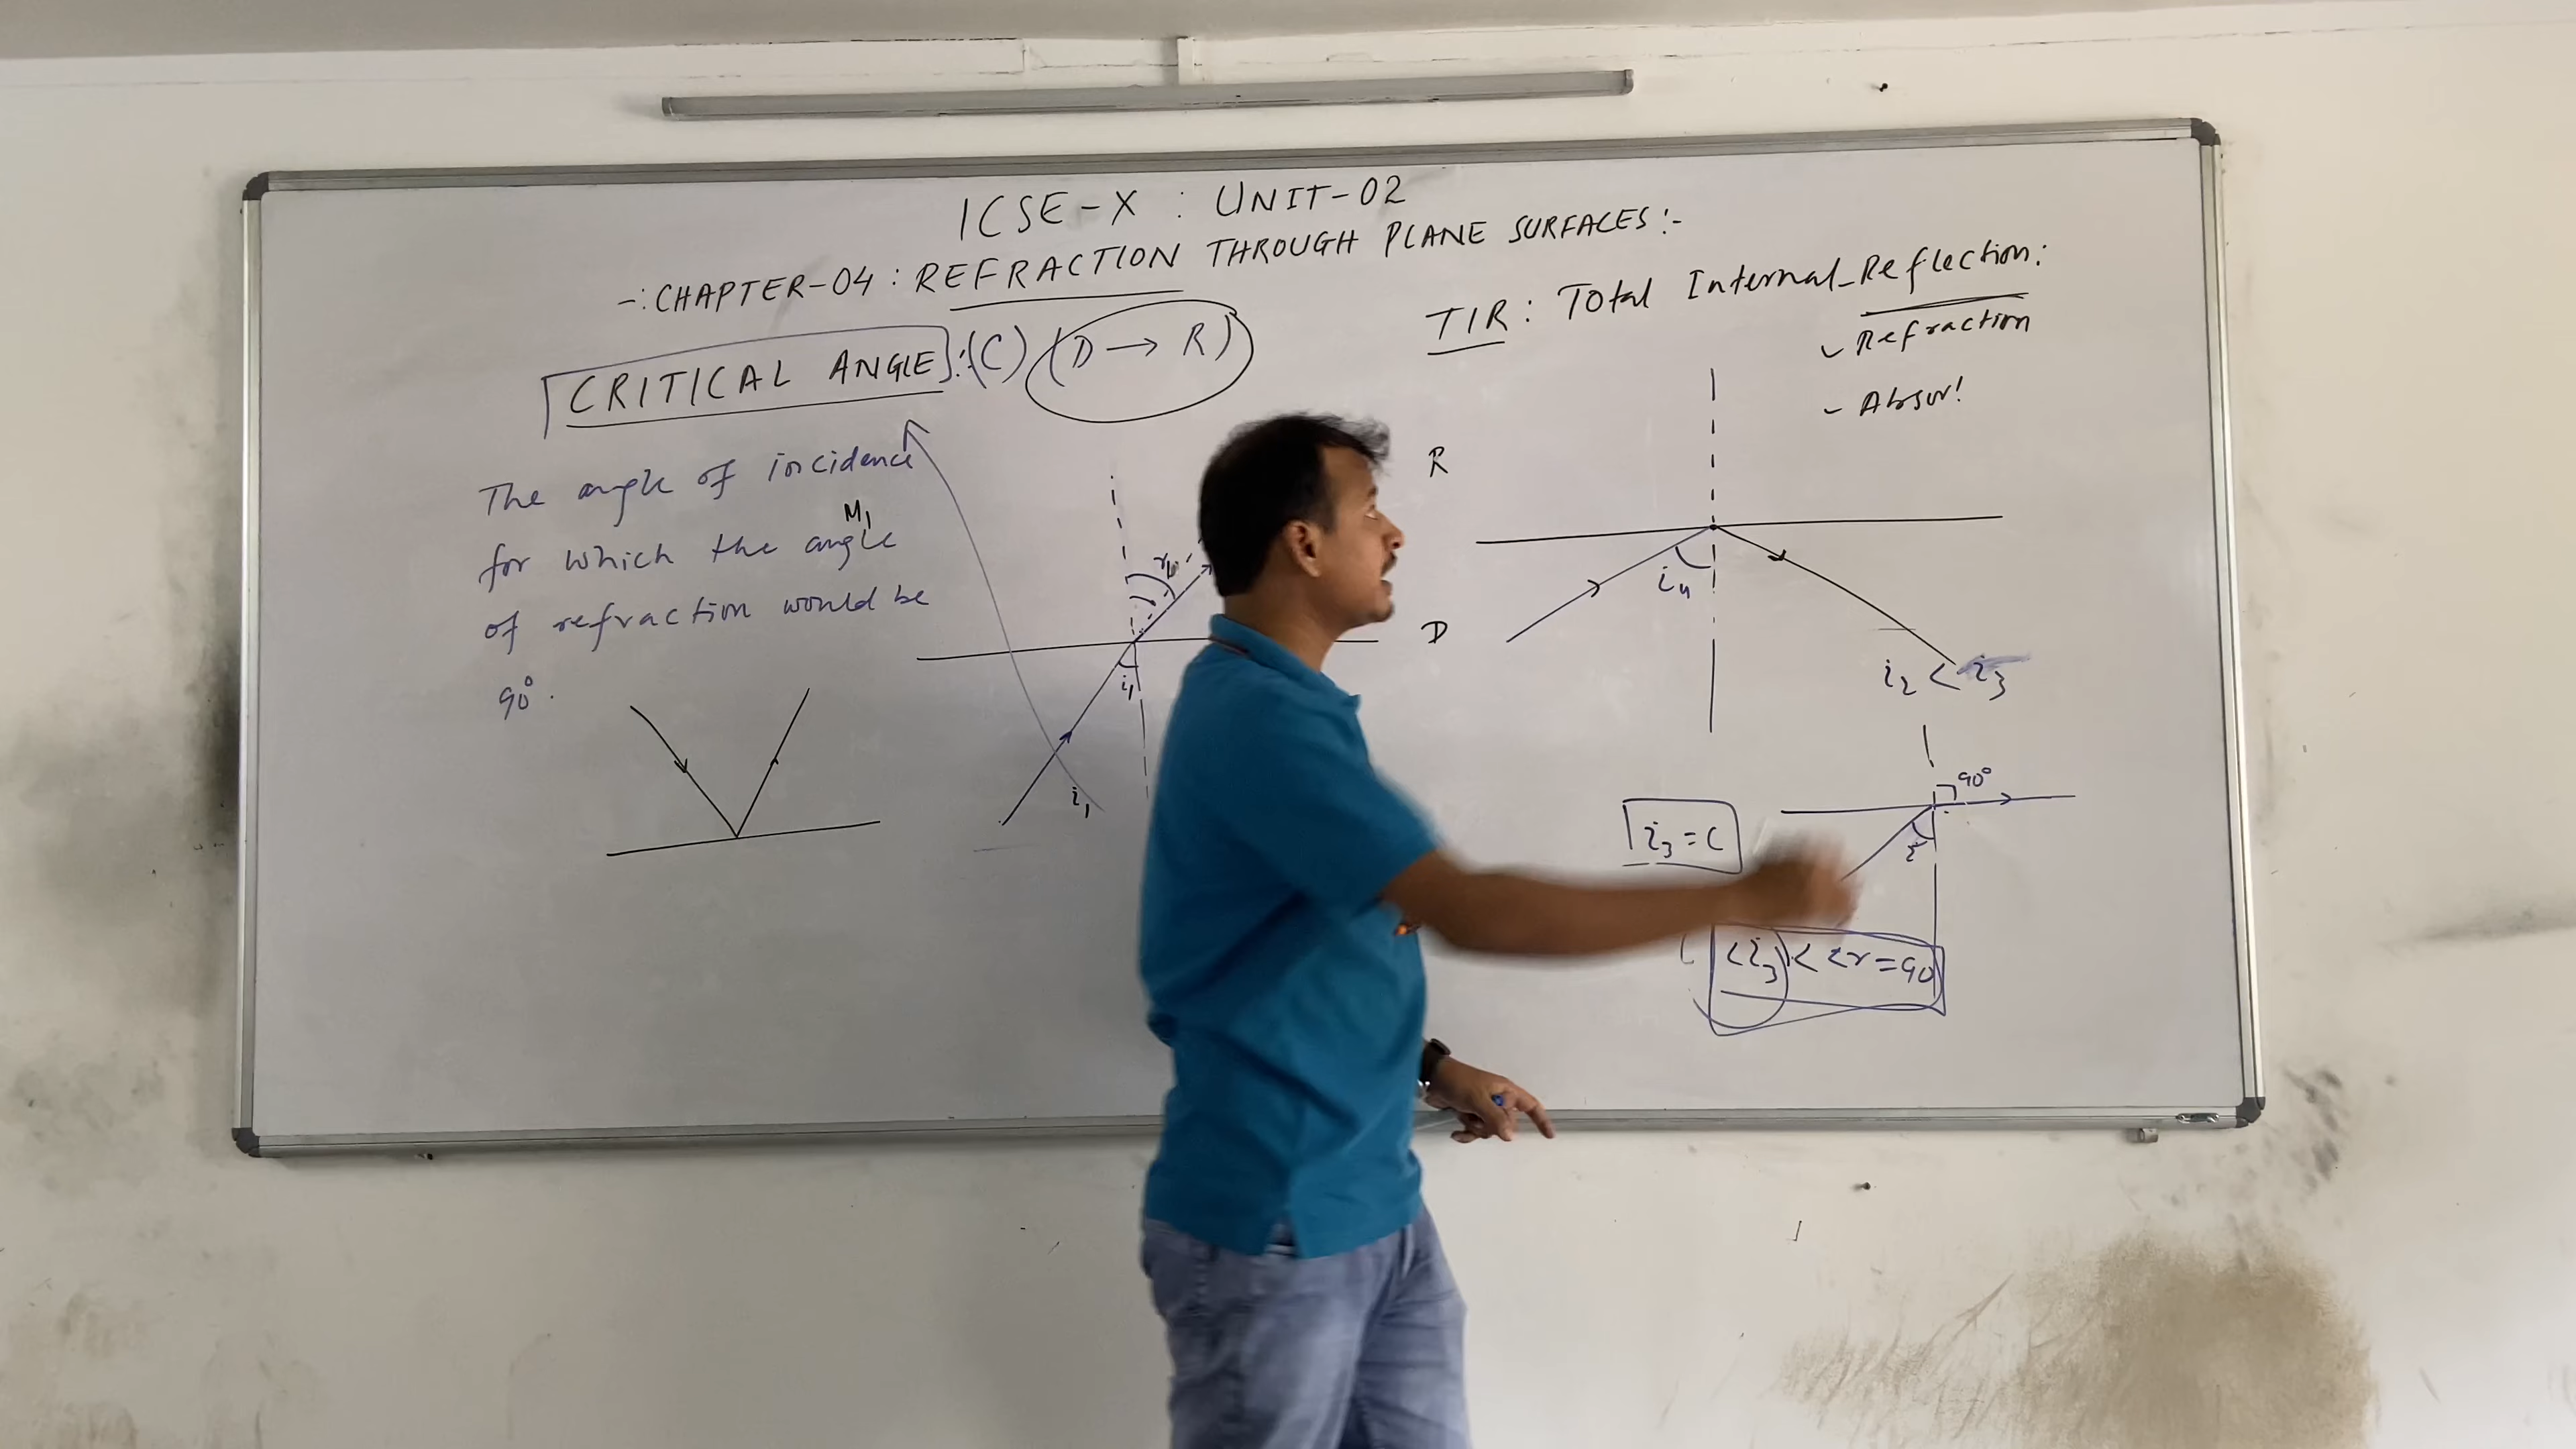 ICSE-X : UNIT-02
-: CHAPTER-04 : REFRACTION THROUGH PLANE SURFACES :-
CRITICAL ANGLE : (C) (D → R)
The angle of incidence
for which the angle
of refraction would be
90°.
M1
i1
i1
TIR : Total Internal Reflection:
- Refraction
- Absor!
R
D
i4
i2 < i3
90°
i3 = C
<i3 < <r = 90